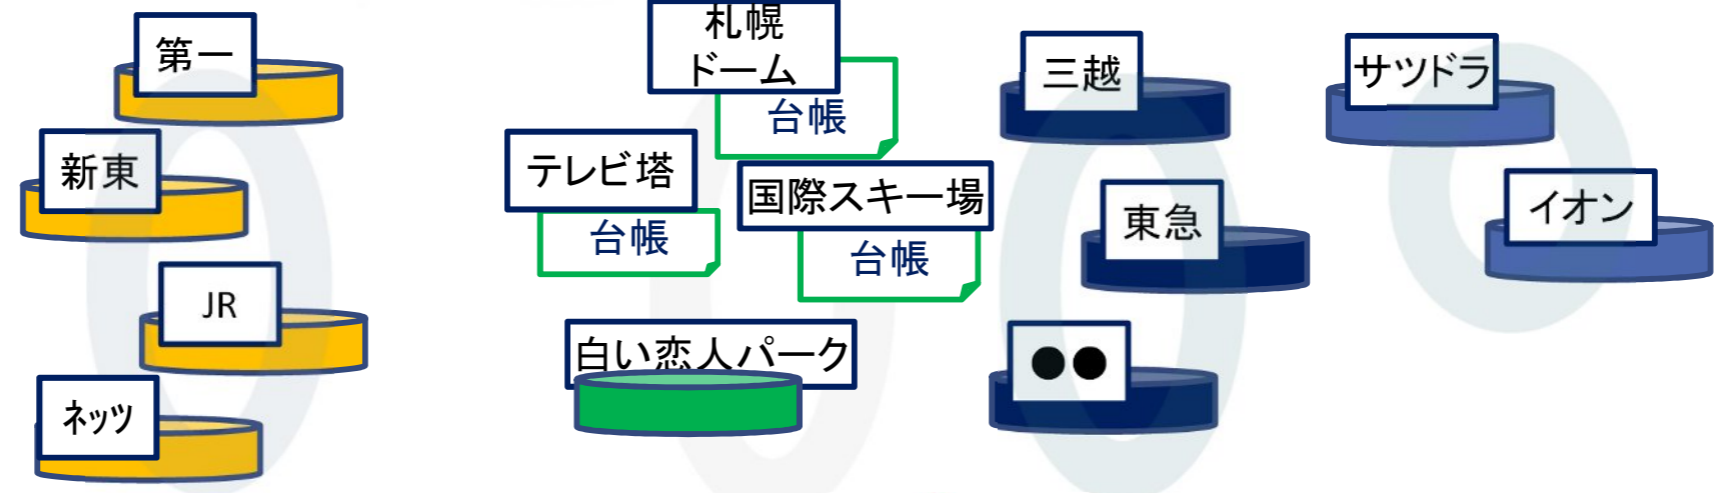 第一
新東
JR
ネッツ
札幌
ドーム
台帳
テレビ塔
台帳
国際スキー場
台帳
白い恋人パーク
三越
東急
●●
サツドラ
イオン